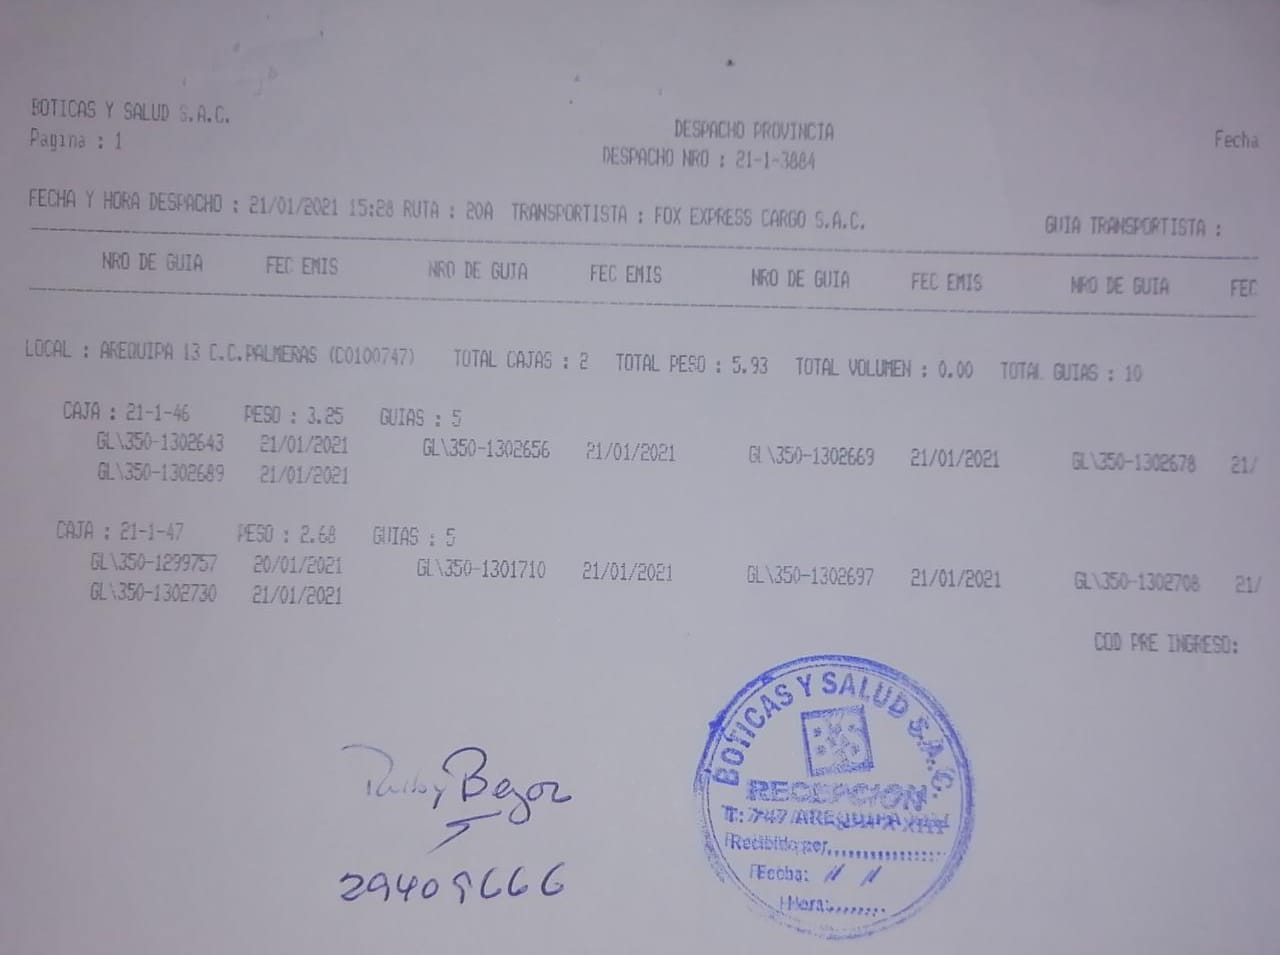 BOTICAS Y SALUD S.A.C.
Pagina : 1
DESPACHO PROVINCIA
Fecha
DESPACHO NRO : 21-1-3884
FECHA Y HORA DESPACHO : 21/01/2021 15:28 RUTA : 20A TRANSPORTISTA : FOX EXPRESS CARGO S.A.C. GUIA TRANSPORTISTA :
NRO DE GUIA FEC EMIS NRO DE GUIA FEC EMIS NRO DE GUIA FEC EMIS NRO DE GUIA FEC
LOCAL : AREQUIPA 13 C.C.PALMERAS (C0100747) TOTAL CAJAS : 2 TOTAL PESO : 5.93 TOTAL VOLUMEN : 0.00 TOTAL GUIAS : 10
CAJA : 21-1-46 PESO : 3.25 GUIAS : 5
GL\350-1302643 21/01/2021 GL\350-1302656 21/01/2021 GL\350-1302669 21/01/2021 GL\350-1302678 21/
GL\350-1302689 21/01/2021
CAJA : 21-1-47 PESO : 2.68 GUIAS : 5
GL\350-1299757 20/01/2021 GL\350-1301710 21/01/2021 GL\350-1302697 21/01/2021 GL\350-1302708 21/
GL\350-1302730 21/01/2021
COD PRE INGRESO:
BOTICAS Y SALUD S.A.C.
BS
RECEPCION
T: 747 AREQUIPA XIII
Recibido por
Fecha: / /
Hora:
29409666